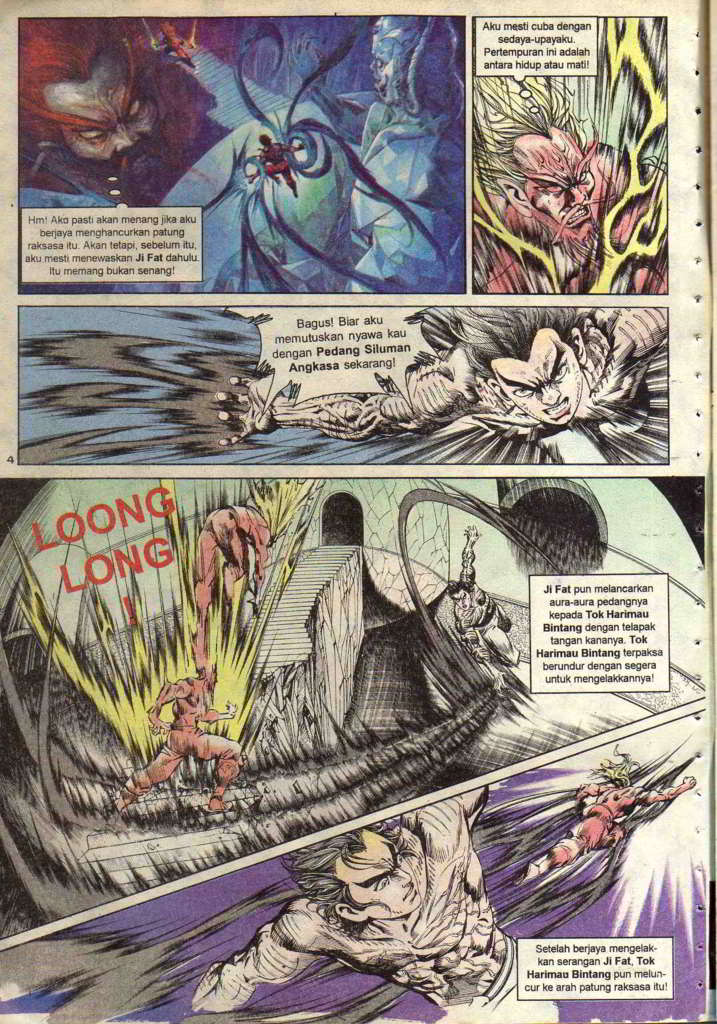 Hm! Ako pasti akan menang jika aku
berjaya menghancurkan patung
raksasa itu. Akan tetapi, sebelum itu,
aku mesti menewaskan Ji Fat dahulu.
Itu memang bukan senang!
Aku mesti cuba dengan
sedaya-upayaku.
Pertempuran ini adalah
antara hidup atau mati!
Bagus! Biar aku
memutuskan nyawa kau
dengan Pedang Siluman
Angkasa sekarang!
4
LOONG
LONG
!
Ji Fat pun melancarkan
aura-aura pedangnya
kepada Tok Harimau
Bintang dengan telapak
tangan kananya. Tok
Harimau Bintang terpaksa
berundur dengan segera
untuk mengelakkannya!
Setelah berjaya mengelak-
kan serangan Ji Fat, Tok
Harimau Bintang pun melun-
cur ke arah patung raksasa itu!